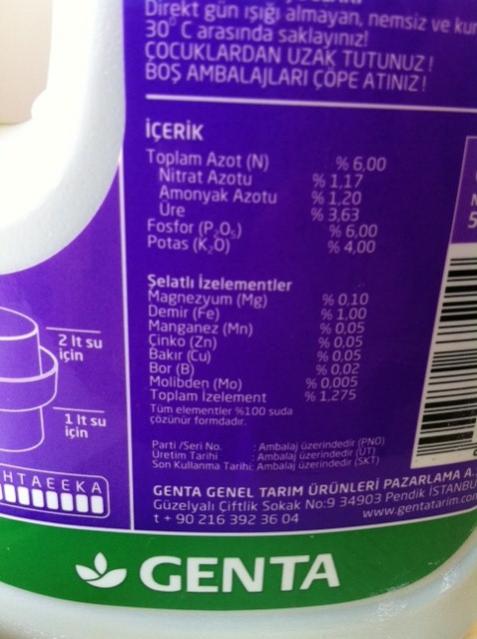 Direkt gün ışığı almayan, nemsiz ve kur
30° C arasında saklayınız!
ÇOCUKLARDAN UZAK TUTUNUZ!
BOŞ AMBALAJLARI ÇÖPE ATINIZ!
İÇERİK
Toplam Azot (N) % 6,00
Nitrat Azotu % 1,17
Amonyak Azotu % 1,20
Üre % 3,63
Fosfor (P₂O₅) % 6,00
Potas (K₂O) % 4,00
Şelatlı İzelementler
Magnezyum (Mg) % 0,10
Demir (Fe) % 1,00
Manganez (Mn) % 0,05
Çinko (Zn) % 0,05
Bakır (Cu) % 0,05
Bor (B) % 0,02
Molibden (Mo) % 0,005
Toplam İzelement % 1,275
Tüm elementler %100 suda
çözünür formdadır.
2 lt su
için
1 lt su
için
Parti /Seri No. : Ambalaj üzerindedir (PNO)
Üretim Tarihi : Ambalaj üzerindedir (ÜT)
Son Kullanma Tarihi: Ambalaj üzerindedir (SKT)
H T A E E K A
GENTA GENEL TARIM ÜRÜNLERİ PAZARLAMA A.
Güzelyalı Çiftlik Sokak No:9 34903 Pendik İSTANBU
t + 90 216 392 36 04
www.gentatarim.com
GENTA